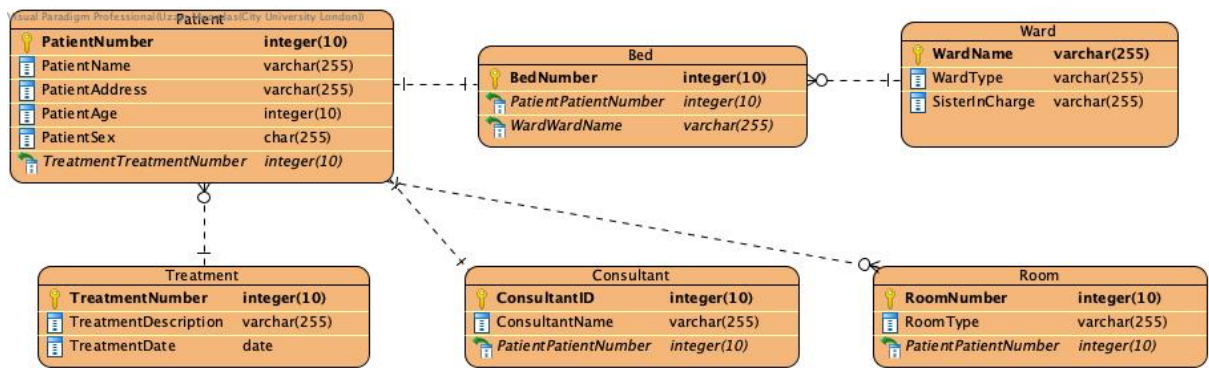 Visual Paradigm Professional(Uzair (City University London))
Patient
PatientNumber integer(10)
PatientName varchar(255)
PatientAddress varchar(255)
PatientAge integer(10)
PatientSex char(255)
TreatmentTreatmentNumber integer(10)
Bed
BedNumber integer(10)
PatientPatientNumber integer(10)
WardWardName varchar(255)
Ward
WardName varchar(255)
WardType varchar(255)
SisterInCharge varchar(255)
Treatment
TreatmentNumber integer(10)
TreatmentDescription varchar(255)
TreatmentDate date
Consultant
ConsultantID integer(10)
ConsultantName varchar(255)
PatientPatientNumber integer(10)
Room
RoomNumber integer(10)
RoomType varchar(255)
PatientPatientNumber integer(10)